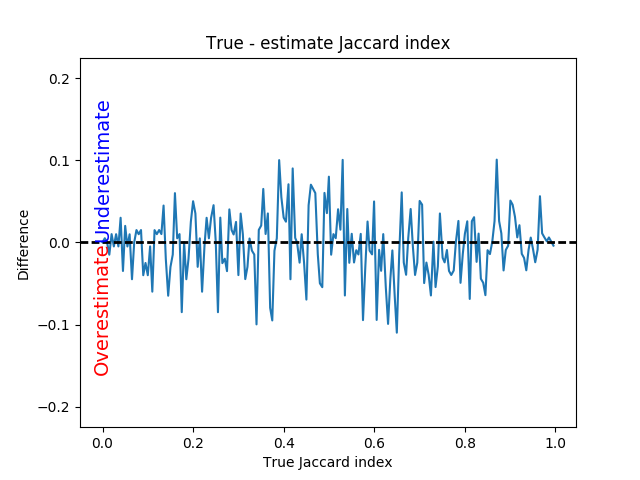 True - estimate Jaccard index
0.2
0.1
0.0
−0.1
−0.2
Difference
Underestimate
Overestimate
0.0 0.2 0.4 0.6 0.8 1.0
True Jaccard index